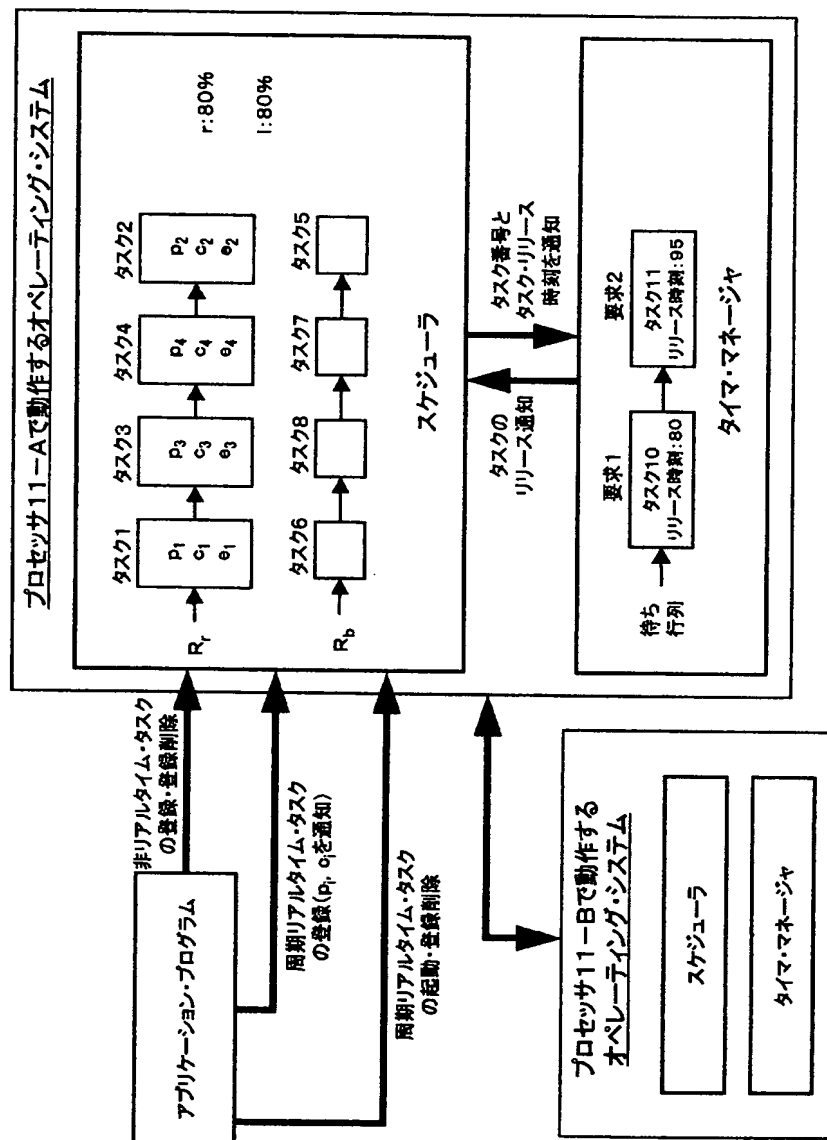 プロセッサ11-Aで動作するオペレーティング・システム
タスク1
p1
c1
e1
タスク3
p3
c3
e3
タスク4
p4
c4
e4
タスク2
p2
c2
e2
Rr
r:80%
l:80%
タスク6
タスク8
タスク7
タスク5
Rb
スケジューラ
タスクの
リリース通知
タスク番号と
タスク・リリース
時刻を通知
要求1
要求2
待ち
行列
タスク10
リリース時刻:80
タスク11
リリース時刻:95
タイマ・マネージャ
アプリケーション・プログラム
非リアルタイム・タスク
の登録・登録削除
周期リアルタイム・タスク
の登録(pi, ciを通知)
周期リアルタイム・タスク
の起動・登録削除
プロセッサ11-Bで動作する
オペレーティング・システム
スケジューラ
タイマ・マネージャ